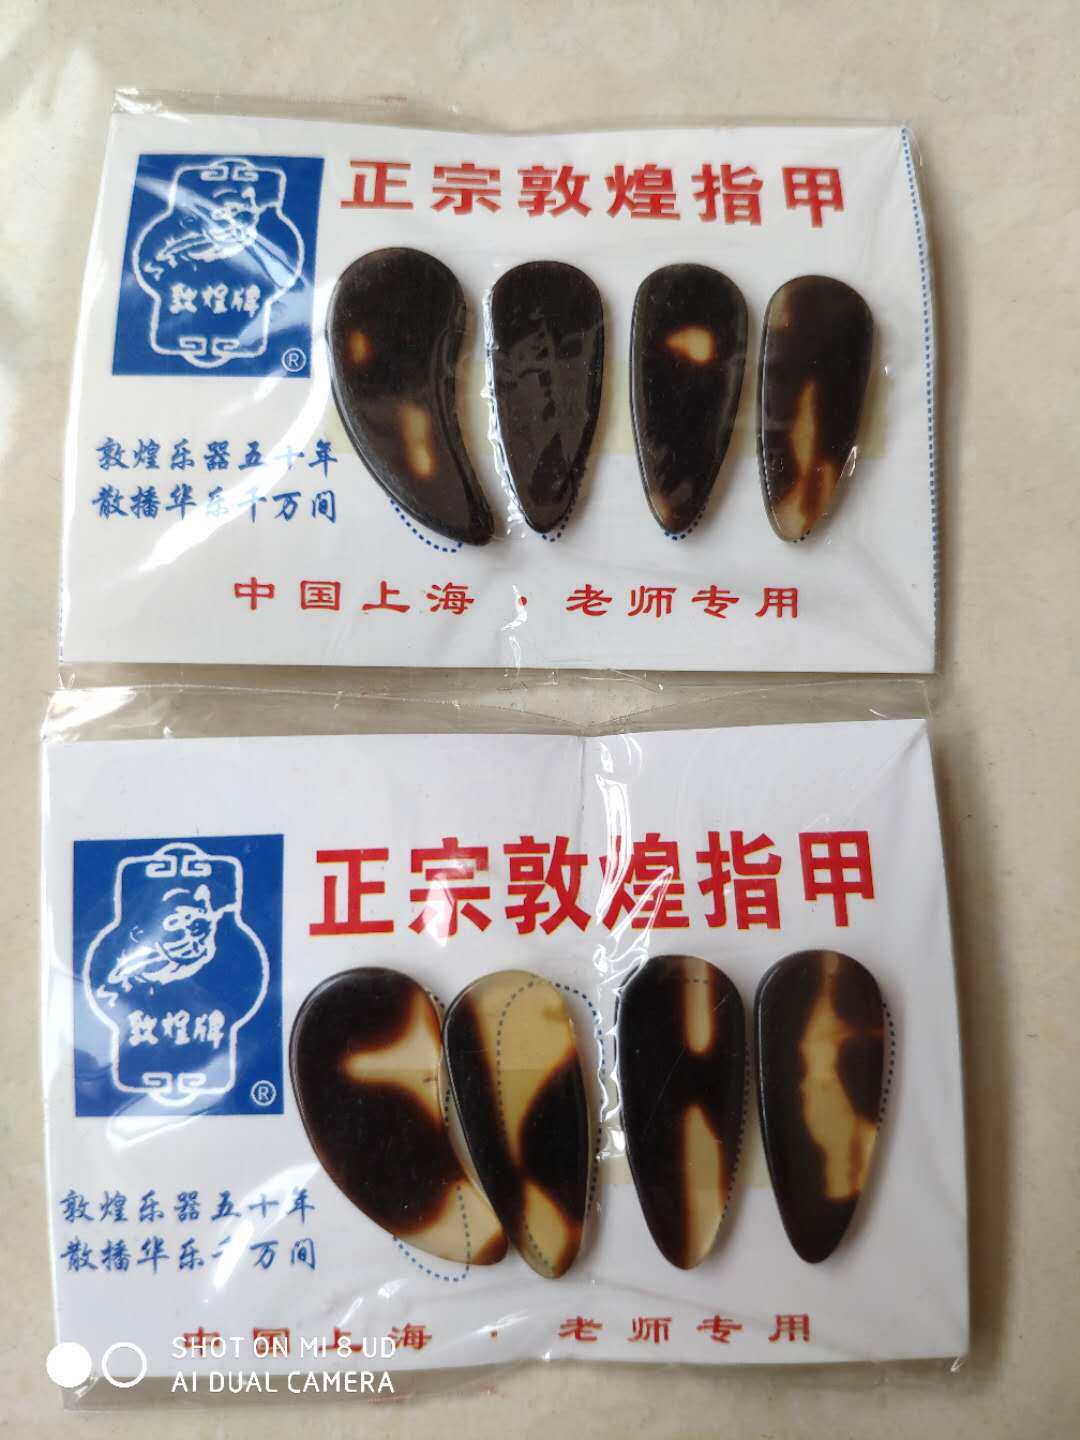 正宗敦煌指甲
敦煌牌
®
敦煌乐器五十年
散播华乐千万间
中国上海·老师专用
正宗敦煌指甲
敦煌牌
®
敦煌乐器五十年
散播华乐千万间
中国上海·老师专用
SHOT ON MI 8 UD
AI DUAL CAMERA